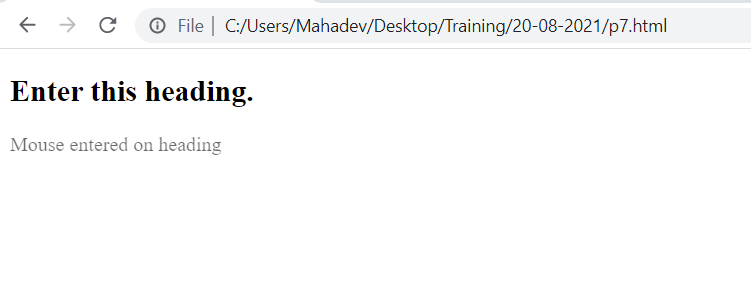 File | C:/Users/Mahadev/Desktop/Training/20-08-2021/p7.html
Enter this heading.
Mouse entered on heading